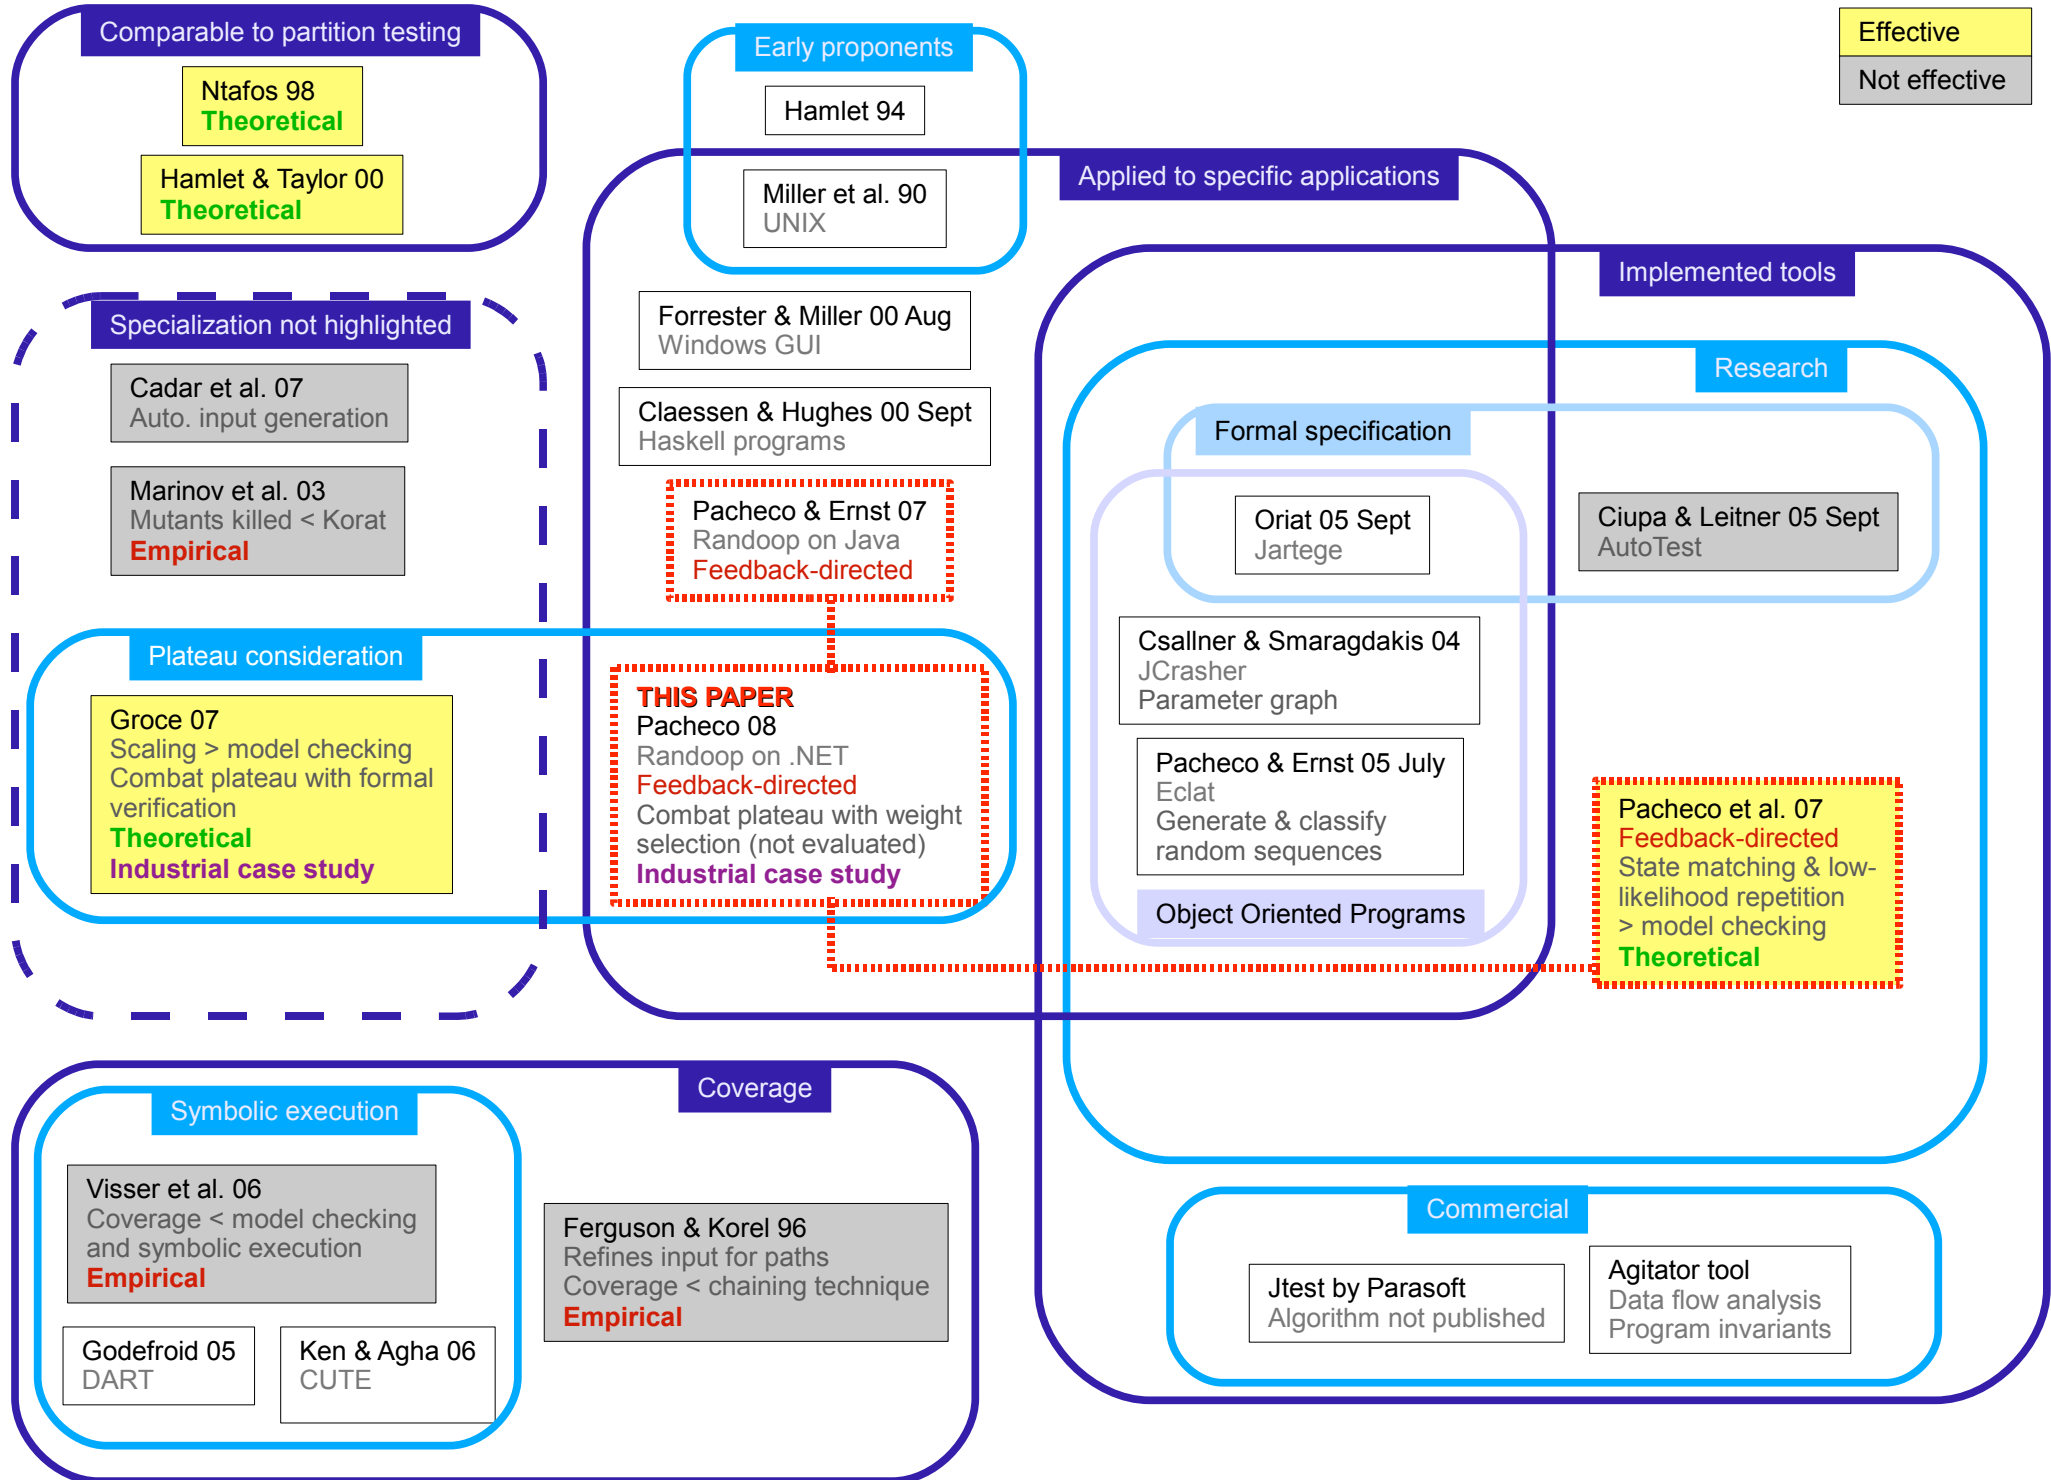 Comparable to partition testing
Ntafos 98
Theoretical
Hamlet & Taylor 00
Theoretical
Early proponents
Hamlet 94
Miller et al. 90
UNIX
Effective
Not effective
Applied to specific applications
Forrester & Miller 00 Aug
Windows GUI
Claessen & Hughes 00 Sept
Haskell programs
Pacheco & Ernst 07
Randoop on Java
Feedback-directed
Specialization not highlighted
Cadar et al. 07
Auto. input generation
Marinov et al. 03
Mutants killed < Korat
Empirical
Plateau consideration
Groce 07
Scaling > model checking
Combat plateau with formal
verification
Theoretical
Industrial case study
THIS PAPER
Pacheco 08
Randoop on .NET
Feedback-directed
Combat plateau with weight
selection (not evaluated)
Industrial case study
Implemented tools
Research
Formal specification
Oriat 05 Sept
Jartege
Ciupa & Leitner 05 Sept
AutoTest
Csallner & Smaragdakis 04
JCrasher
Parameter graph
Pacheco & Ernst 05 July
Eclat
Generate & classify
random sequences
Object Oriented Programs
Pacheco et al. 07
Feedback-directed
State matching & low-
likelihood repetition
> model checking
Theoretical
Coverage
Symbolic execution
Visser et al. 06
Coverage < model checking
and symbolic execution
Empirical
Godefroid 05
DART
Ken & Agha 06
CUTE
Ferguson & Korel 96
Refines input for paths
Coverage < chaining technique
Empirical
Commercial
Jtest by Parasoft
Algorithm not published
Agitator tool
Data flow analysis
Program invariants